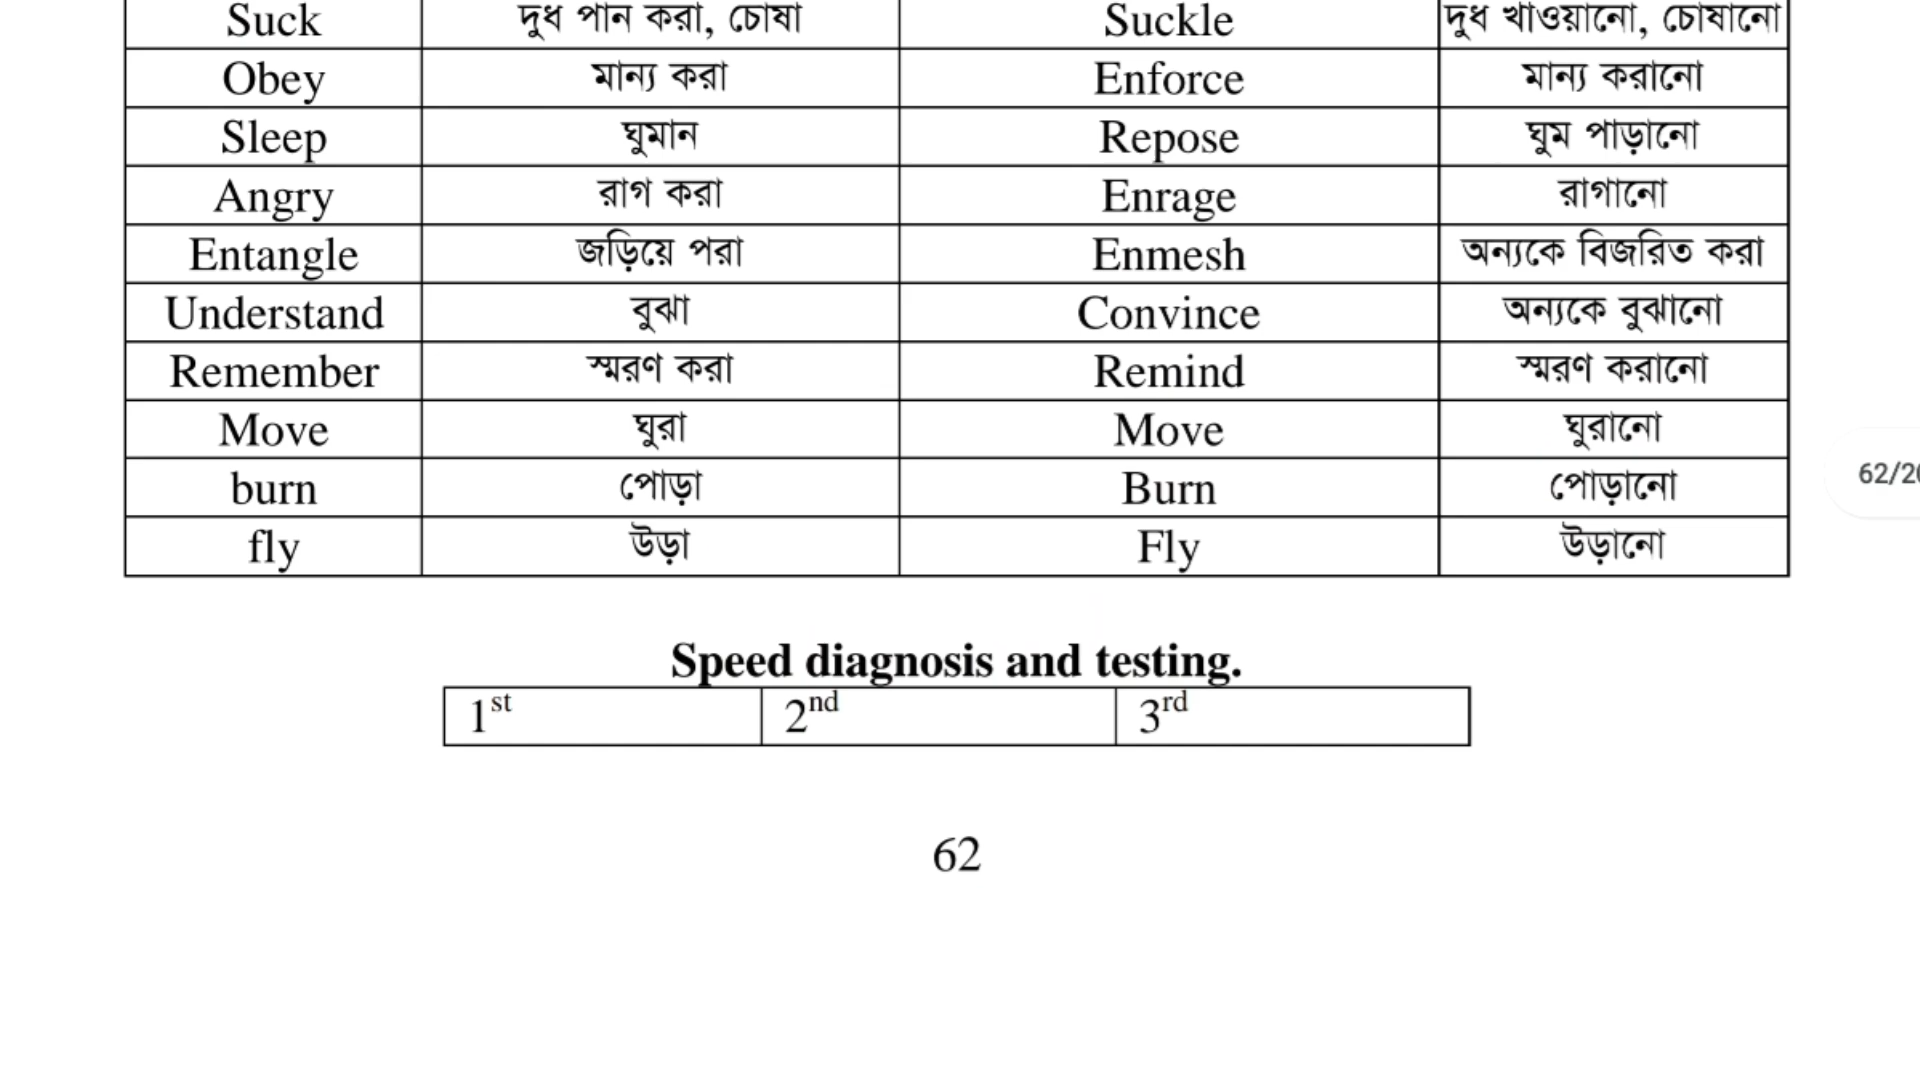 Suck দুধ পান করা, চোষা Suckle দুধ খাওয়ানো, চোষানো
Obey মান্য করা Enforce মান্য করানো
Sleep ঘুমান Repose ঘুম পাড়ানো
Angry রাগ করা Enrage রাগানো
Entangle জড়িয়ে পরা Enmesh অন্যকে বিজরিত করা
Understand বুঝা Convince অন্যকে বুঝানো
Remember স্মরণ করা Remind স্মরণ করানো
Move ঘুরা Move ঘুরানো
burn পোড়া Burn পোড়ানো
fly উড়া Fly উড়ানো
Speed diagnosis and testing.
1st 2nd 3rd
62